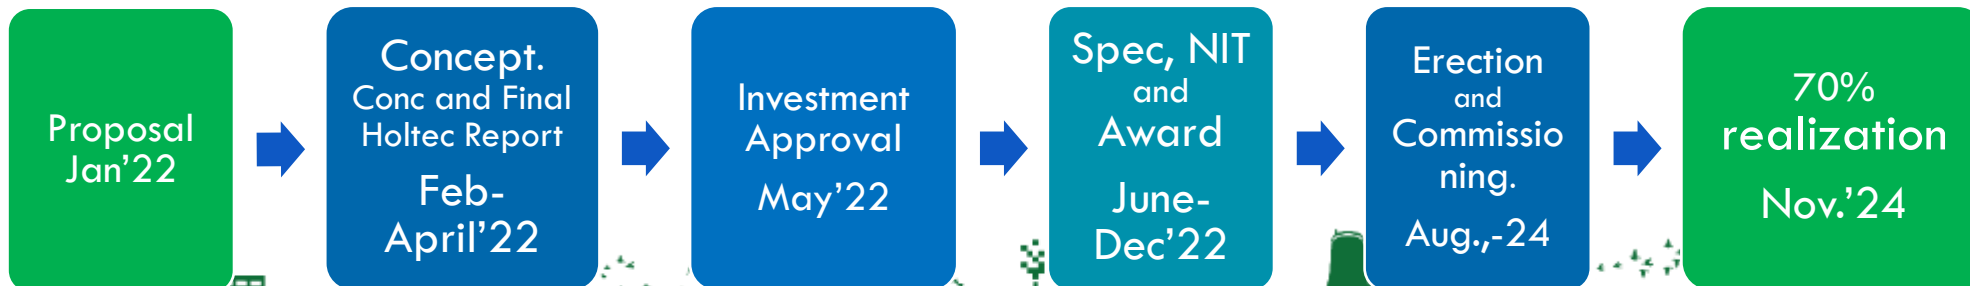 Proposal
Jan’22
Concept.
Conc and Final
Holtec Report
Feb-
April’22
Investment
Approval
May’22
Spec, NIT
and
Award
June-
Dec’22
Erection
and
Commissio
ning.
Aug.,-24
70%
realization
Nov.’24